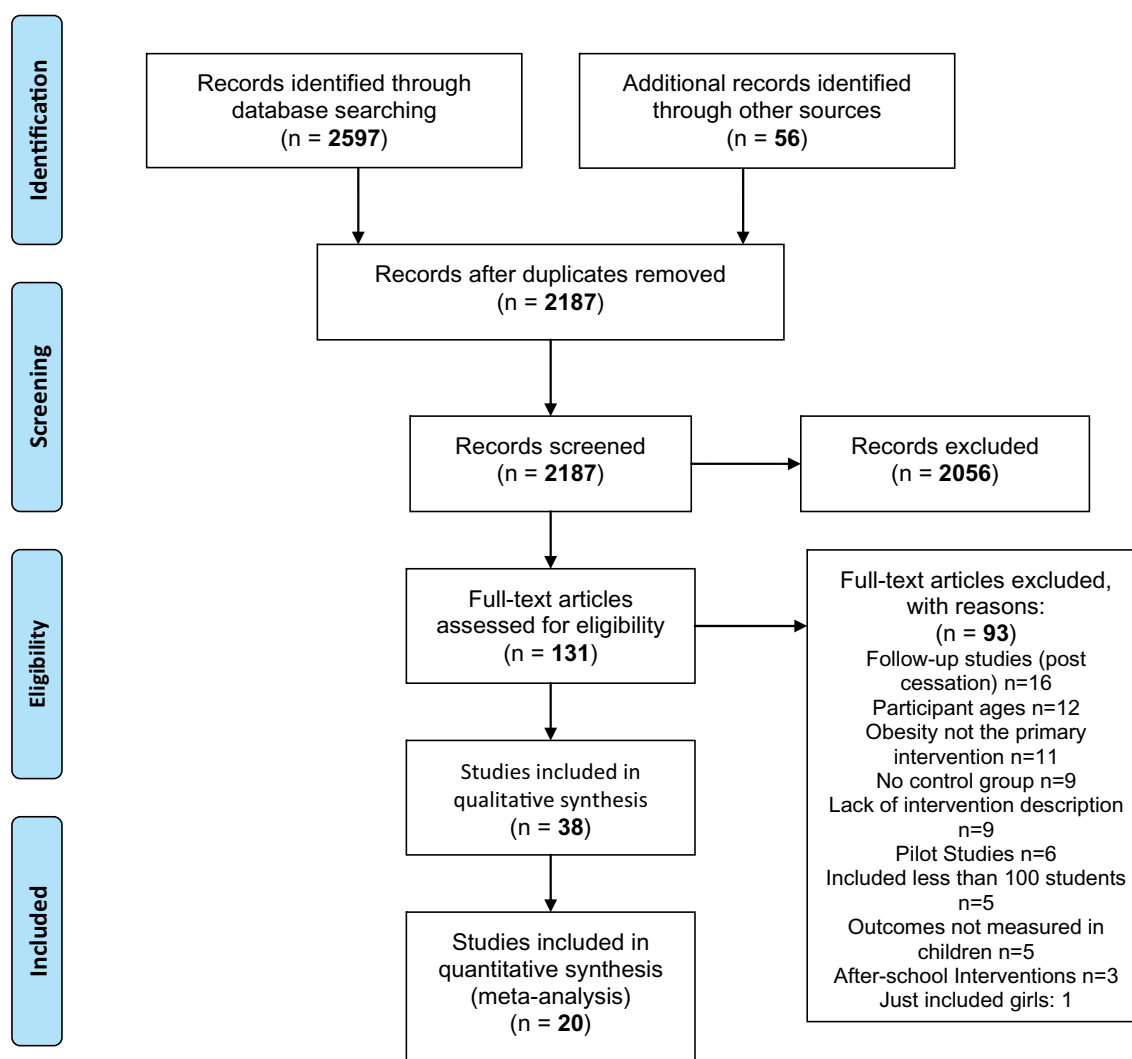 Identification
Records identified through
database searching
(n = 2597)
Additional records identified
through other sources
(n = 56)
Records after duplicates removed
(n = 2187)
Screening
Records screened
(n = 2187)
Records excluded
(n = 2056)
Eligibility
Full-text articles
assessed for eligibility
(n = 131)
Full-text articles excluded,
with reasons:
(n = 93)
Follow-up studies (post
cessation) n=16
Participant ages n=12
Obesity not the primary
intervention n=11
No control group n=9
Lack of intervention description
n=9
Pilot Studies n=6
Included less than 100 students
n=5
Outcomes not measured in
children n=5
After-school Interventions n=3
Just included girls: 1
Studies included in
qualitative synthesis
(n = 38)
Included
Studies included in
quantitative synthesis
(meta-analysis)
(n = 20)